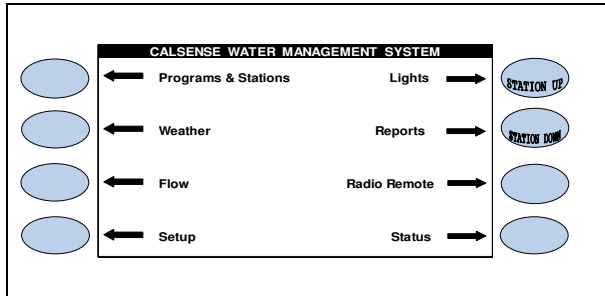 CALSENSE WATER MANAGEMENT SYSTEM
Programs & Stations
Lights
STATION UP
Weather
Reports
STATION DOWN
Flow
Radio Remote
Setup
Status